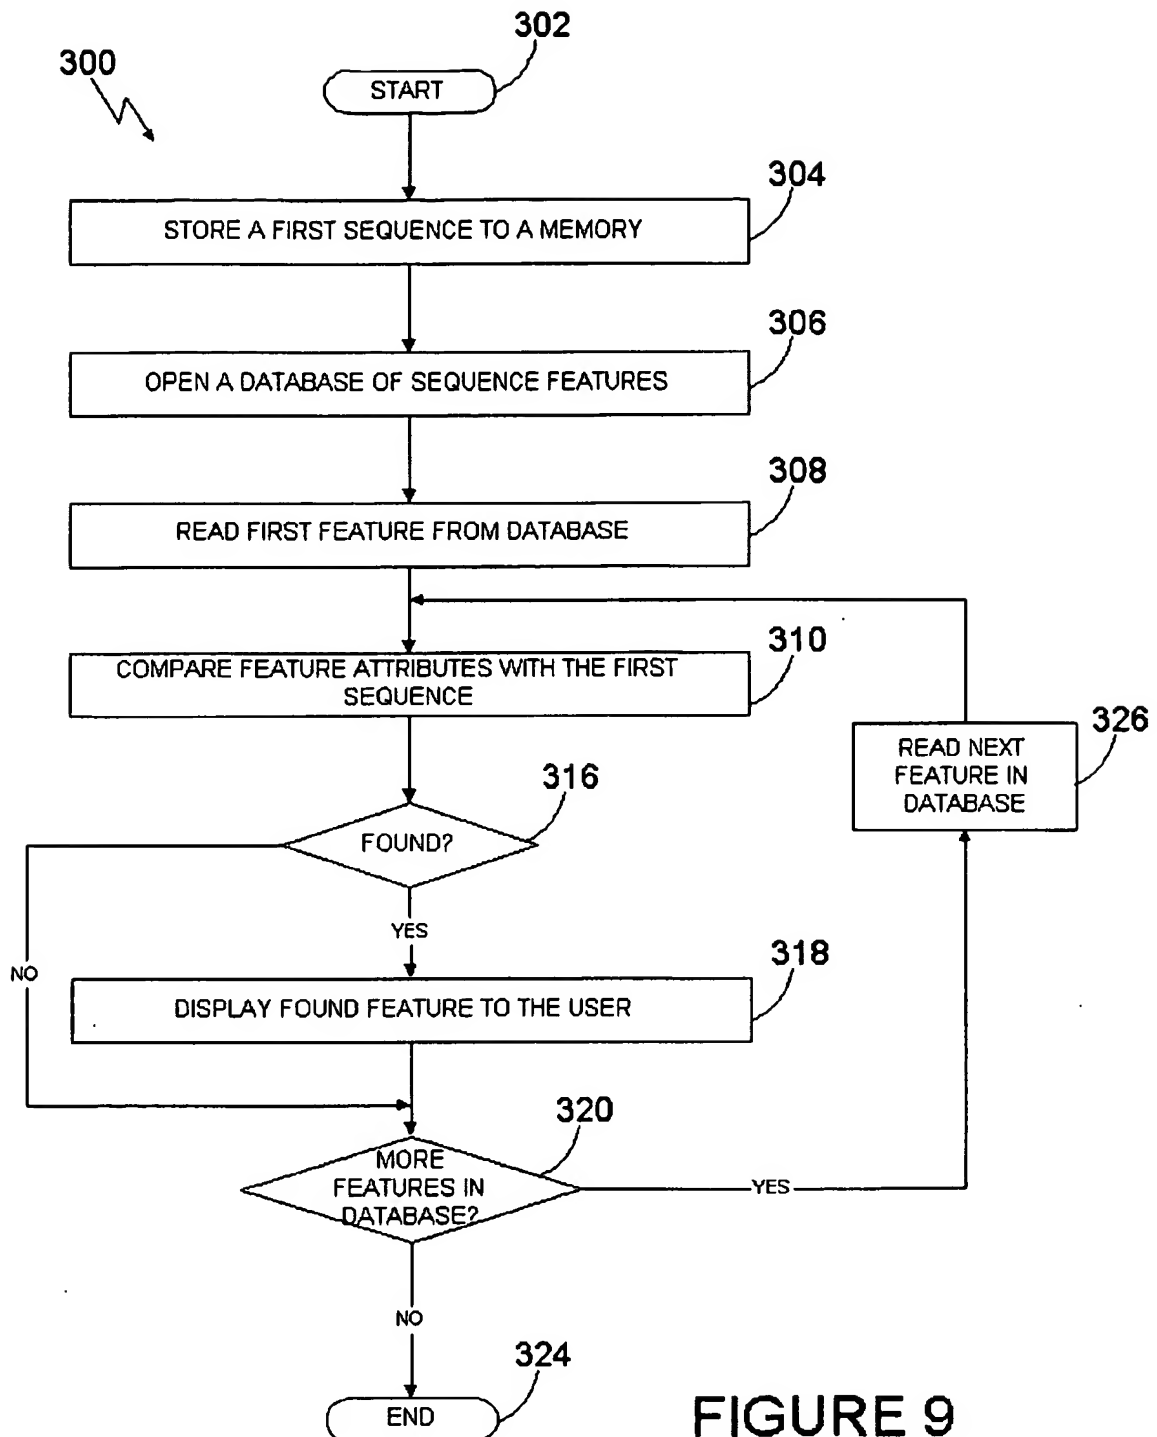 302
300
START
304
STORE A FIRST SEQUENCE TO A MEMORY
306
OPEN A DATABASE OF SEQUENCE FEATURES
308
READ FIRST FEATURE FROM DATABASE
310
COMPARE FEATURE ATTRIBUTES WITH THE FIRST
SEQUENCE
326
READ NEXT
FEATURE IN
DATABASE
316
FOUND?
YES
NO
318
DISPLAY FOUND FEATURE TO THE USER
320
MORE
FEATURES IN
DATABASE?
YES
NO
324
END
FIGURE 9